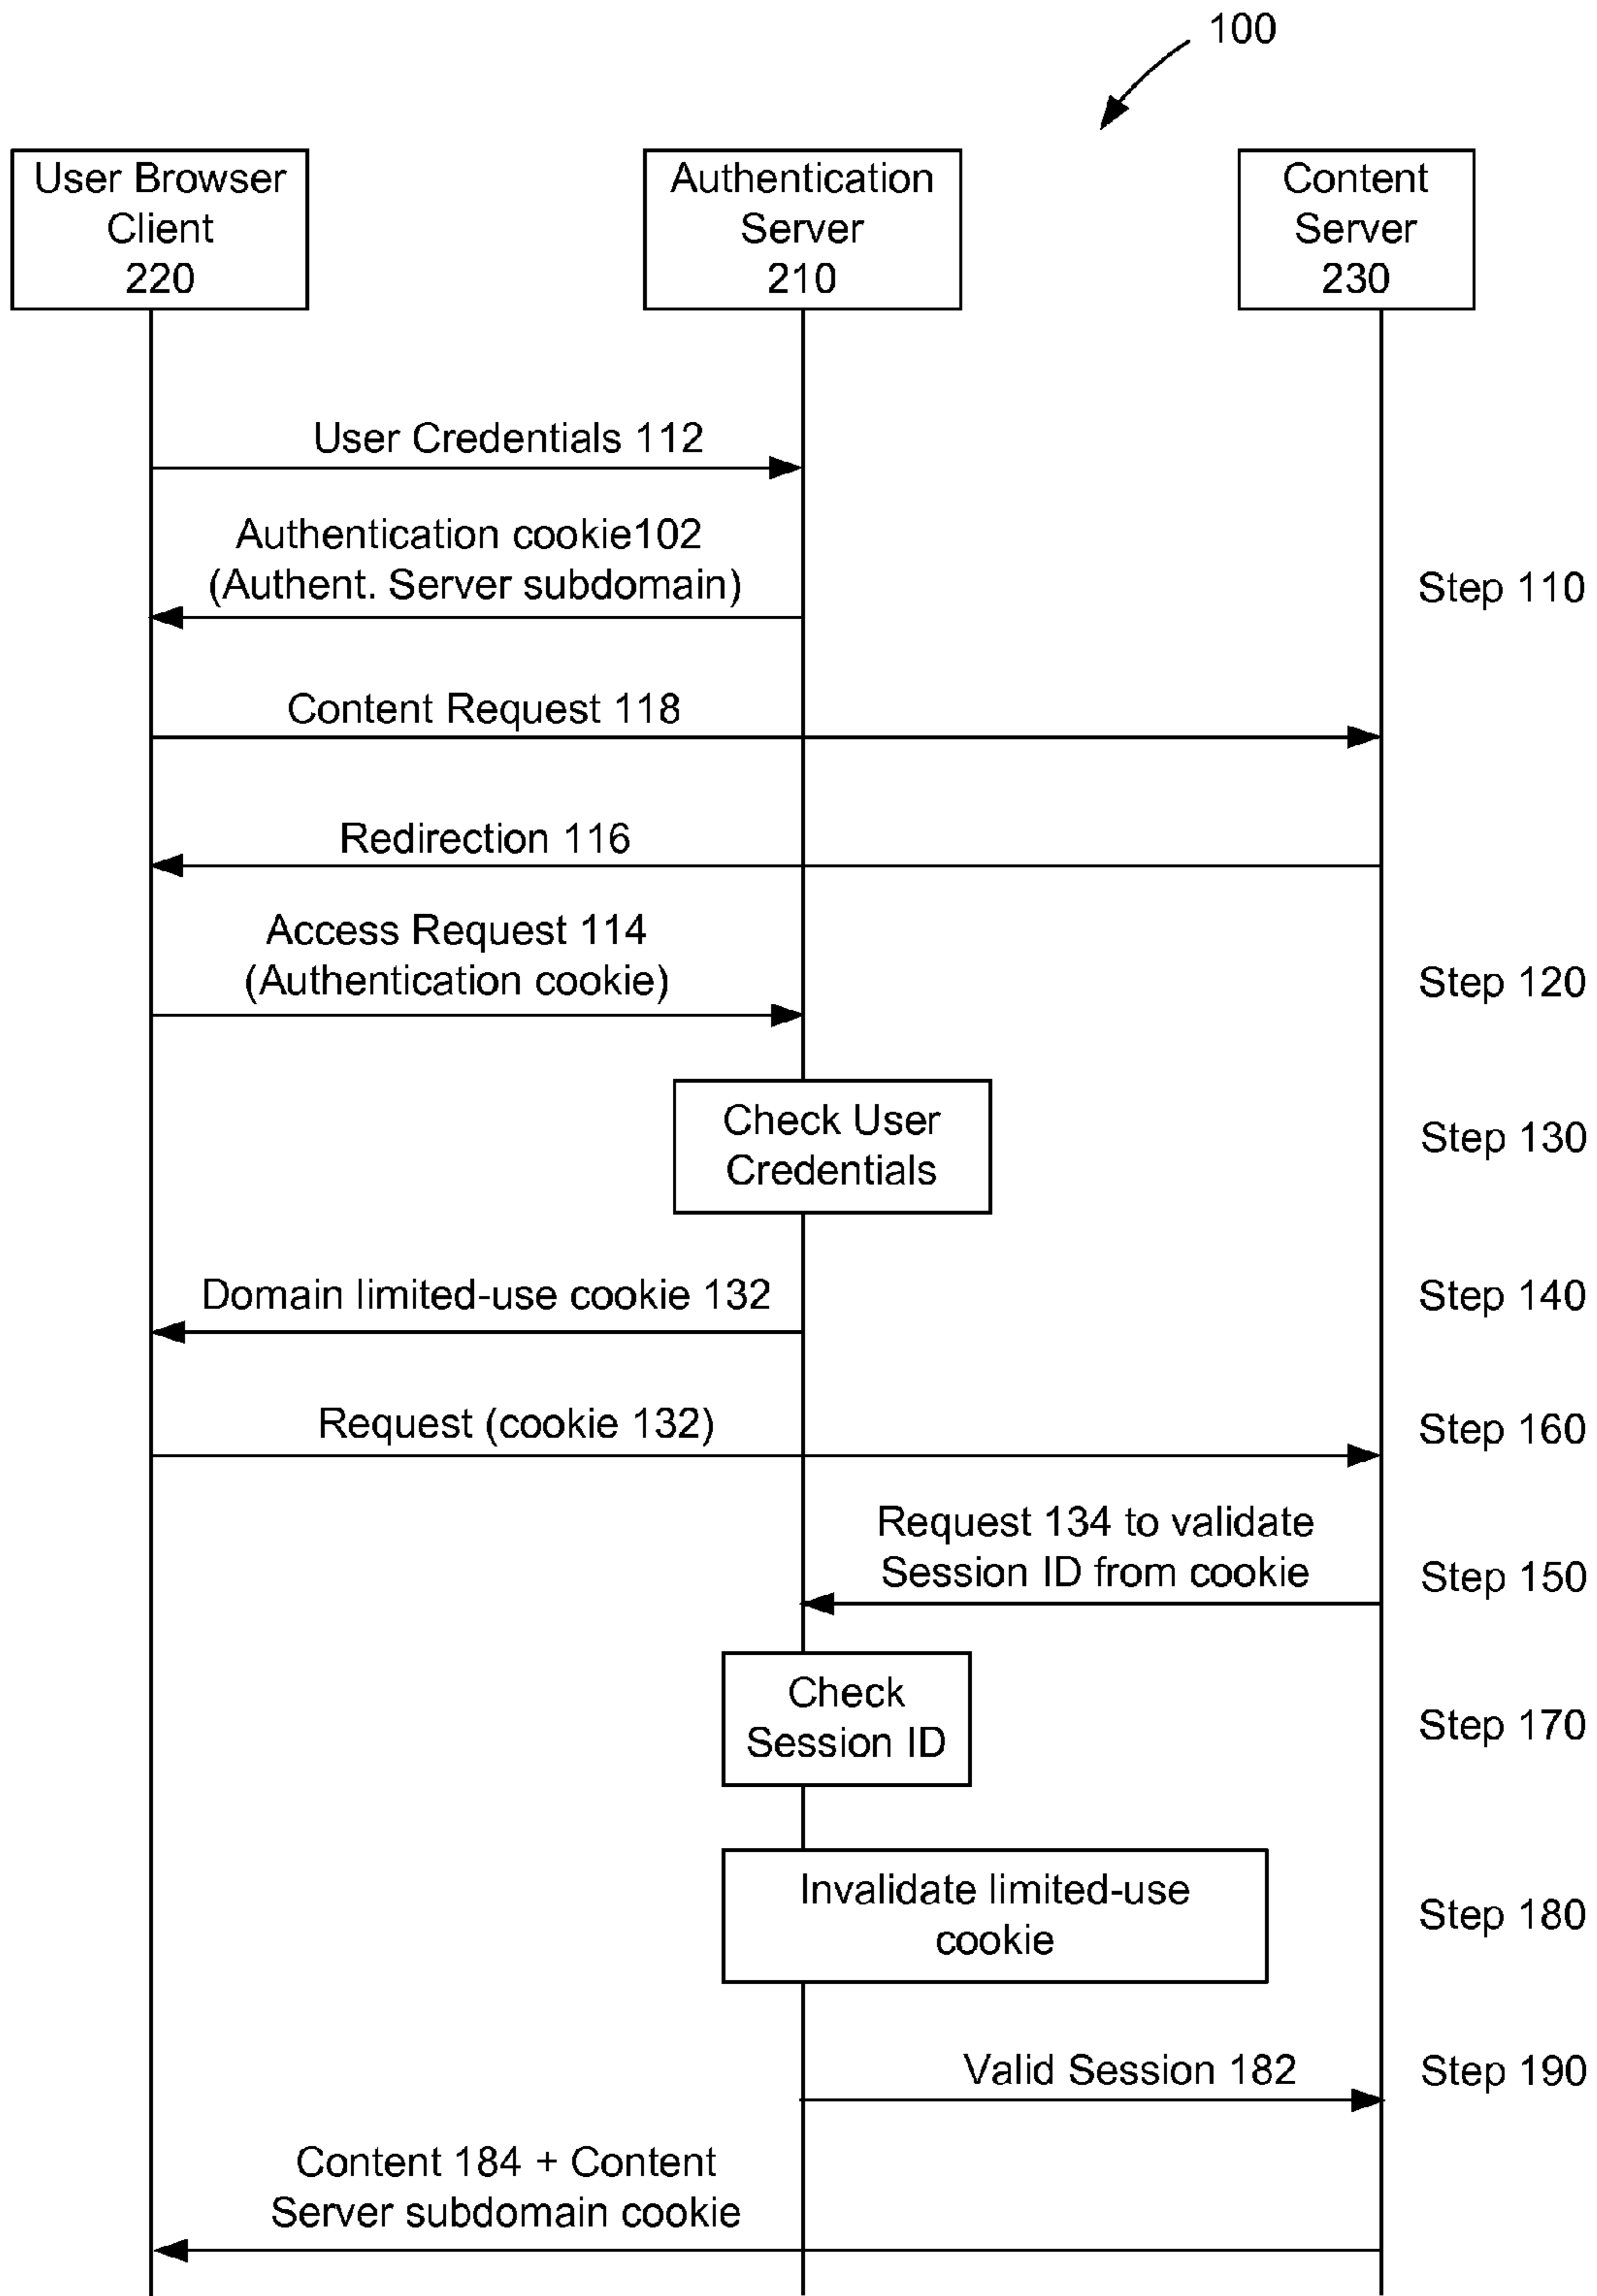 100
User Browser
Client
220
Authentication
Server
210
Content
Server
230
User Credentials 112
Authentication cookie102
(Authent. Server subdomain)
Step 110
Content Request 118
Redirection 116
Access Request 114
(Authentication cookie)
Step 120
Check User
Credentials
Step 130
Domain limited-use cookie 132
Step 140
Request (cookie 132)
Step 160
Request 134 to validate
Session ID from cookie
Step 150
Check
Session ID
Step 170
Invalidate limited-use
cookie
Step 180
Valid Session 182
Step 190
Content 184 + Content
Server subdomain cookie